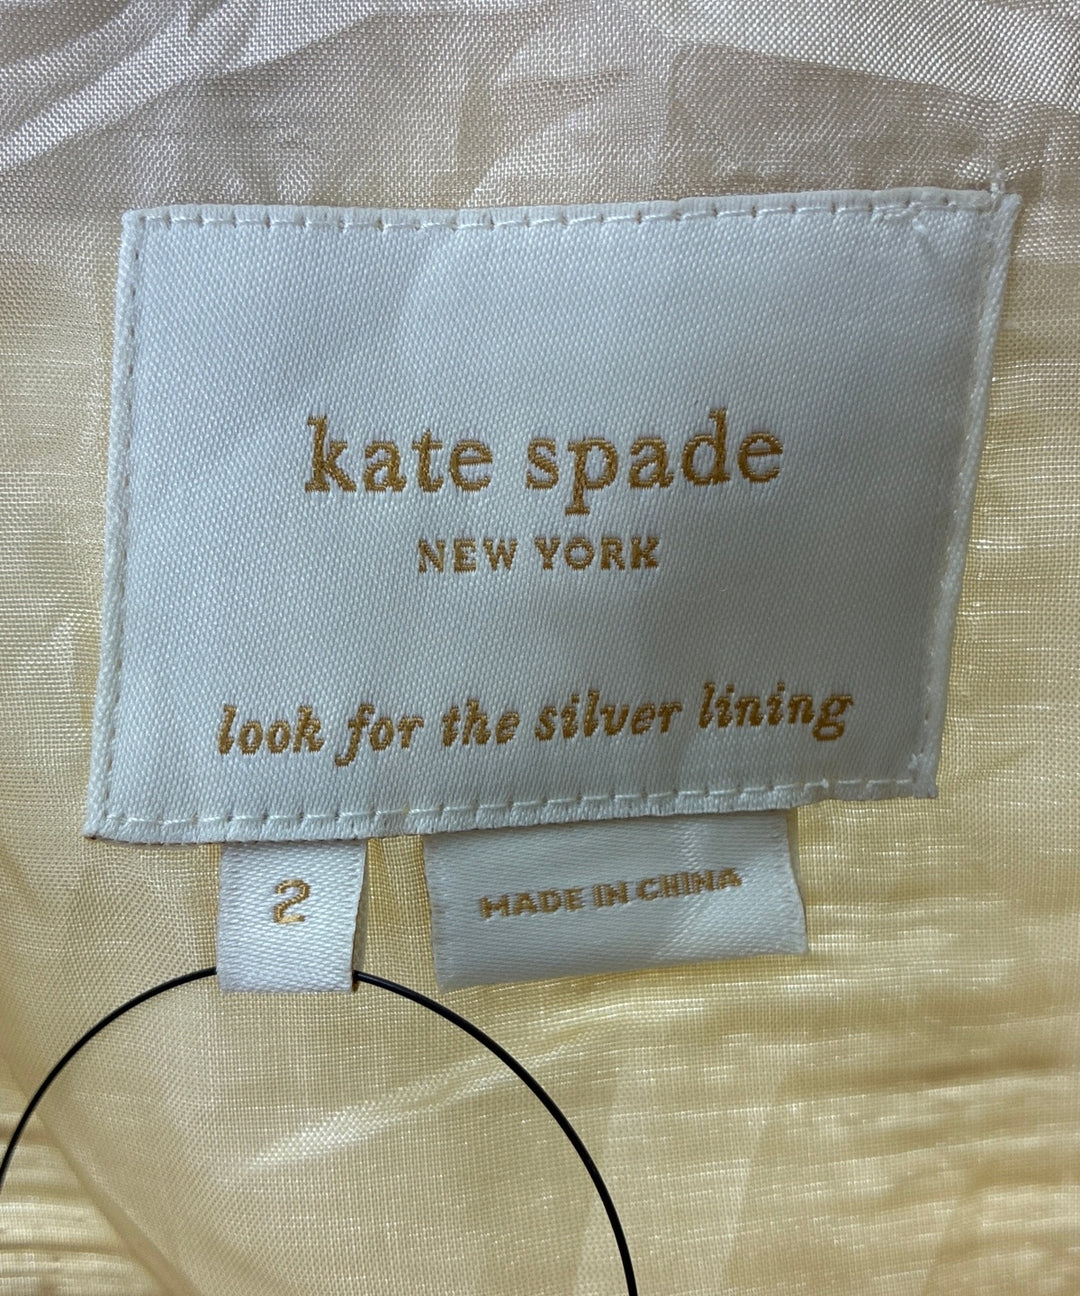 kate spade
NEW YORK
look for the silver lining
2
MADE IN CHINA